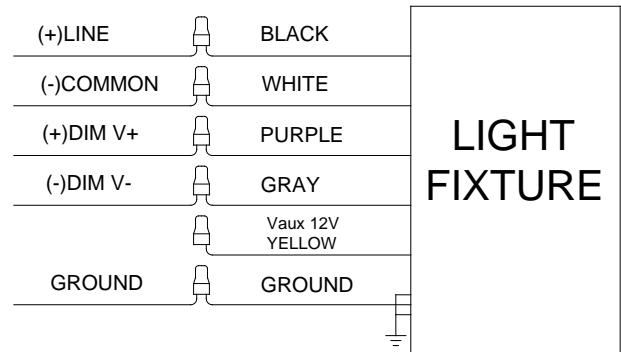 (+)LINE BLACK
(-)COMMON WHITE
(+)DIM V+ PURPLE
(-)DIM V- GRAY
Vaux 12V
YELLOW
GROUND GROUND
LIGHT
FIXTURE